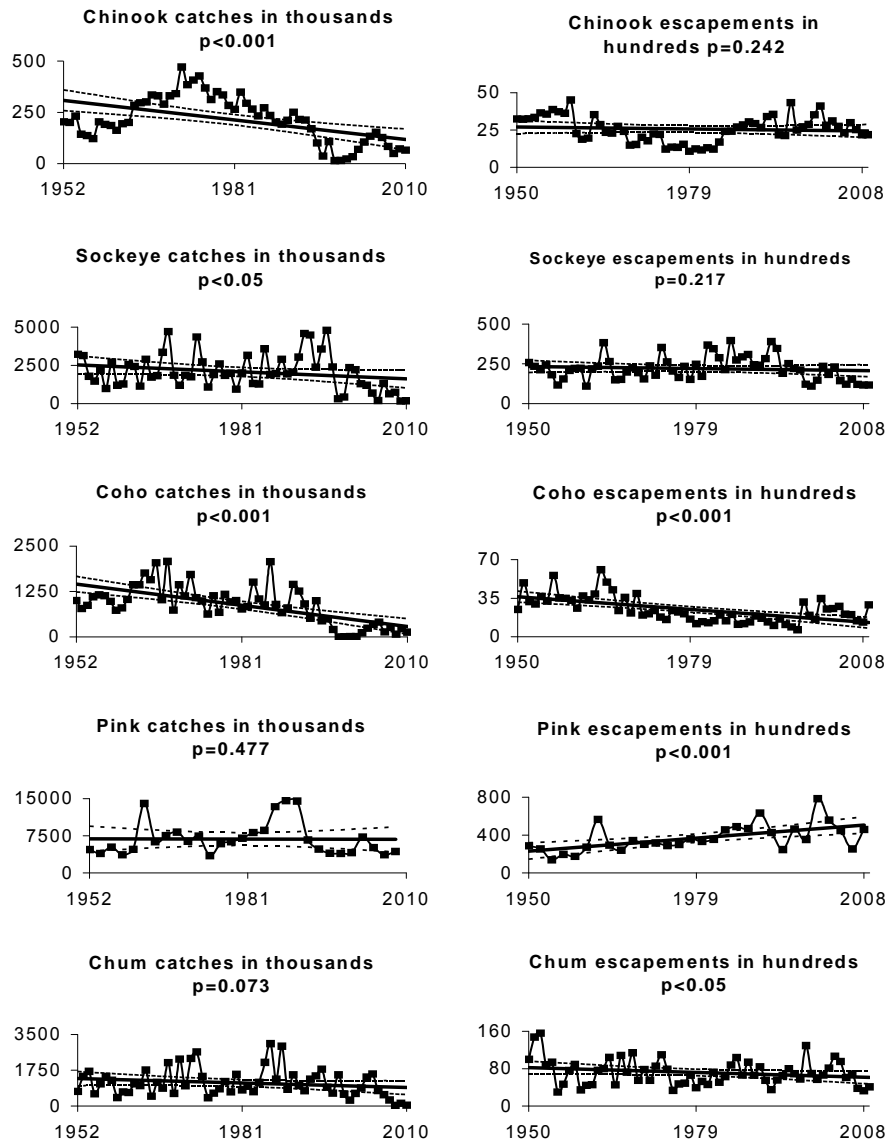 Chinook catches in thousands
p<0.001
500
250
0
1952 1981 2010
Chinook escapements in
hundreds p=0.242
50
25
0
1950 1979 2008
Sockeye catches in thousands
p<0.05
5000
2500
0
1952 1981 2010
Sockeye escapements in hundreds
p=0.217
500
250
0
1950 1979 2008
Coho catches in thousands
p<0.001
2500
1250
0
1952 1981 2010
Coho escapements in hundreds
p<0.001
70
35
0
1950 1979 2008
Pink catches in thousands
p=0.477
15000
7500
0
1952 1981 2010
Pink escapements in hundreds
p<0.001
800
400
0
1950 1979 2008
Chum catches in thousands
p=0.073
3500
1750
0
1952 1981 2010
Chum escapements in hundreds
p<0.05
160
80
0
1950 1979 2008